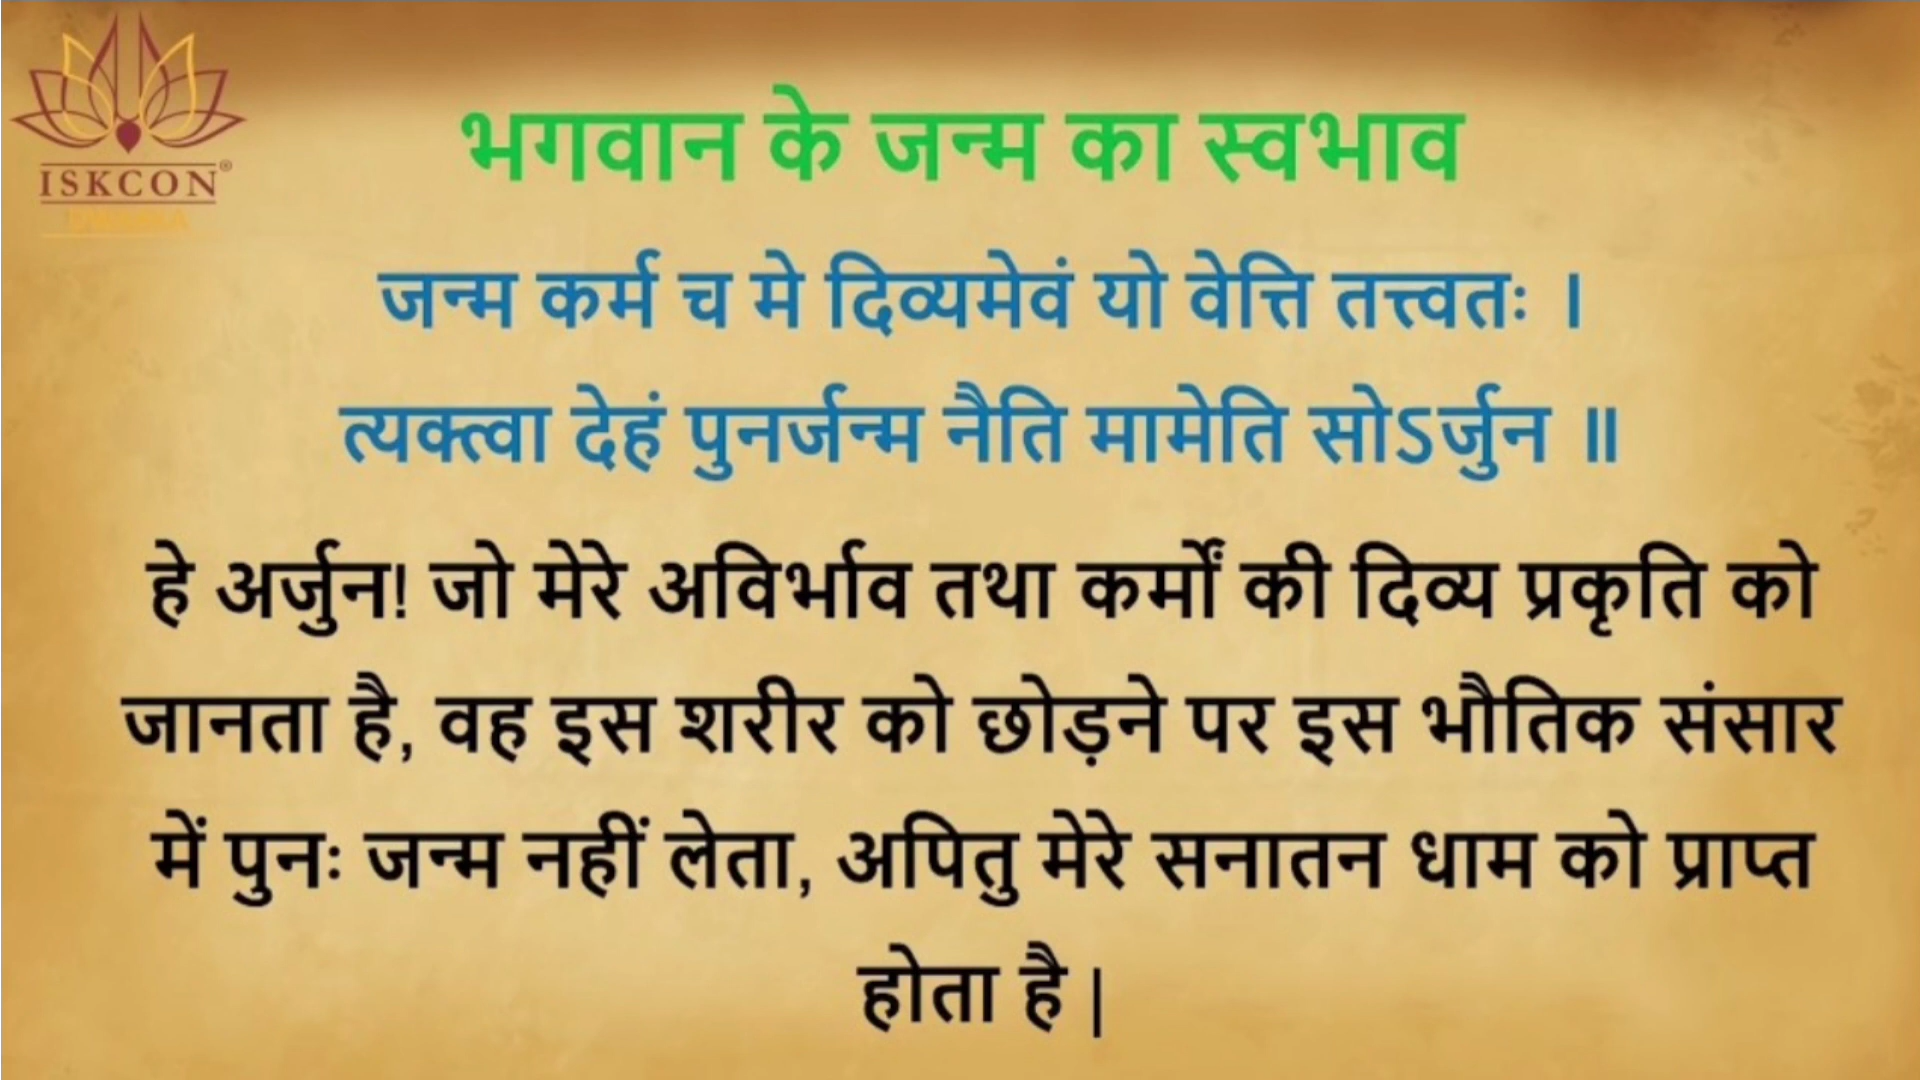 ISKCON®
भगवान के जन्म का स्वभाव
जन्म कर्म च मे दिव्यमेवं यो वेत्ति तत्त्वतः ।
त्यक्त्वा देहं पुनर्जन्म नैति मामेति सोऽर्जुन ॥
हे अर्जुन! जो मेरे अविर्भाव तथा कर्मों की दिव्य प्रकृति को
जानता है, वह इस शरीर को छोड़ने पर इस भौतिक संसार
में पुनः जन्म नहीं लेता, अपितु मेरे सनातन धाम को प्राप्त
होता है |